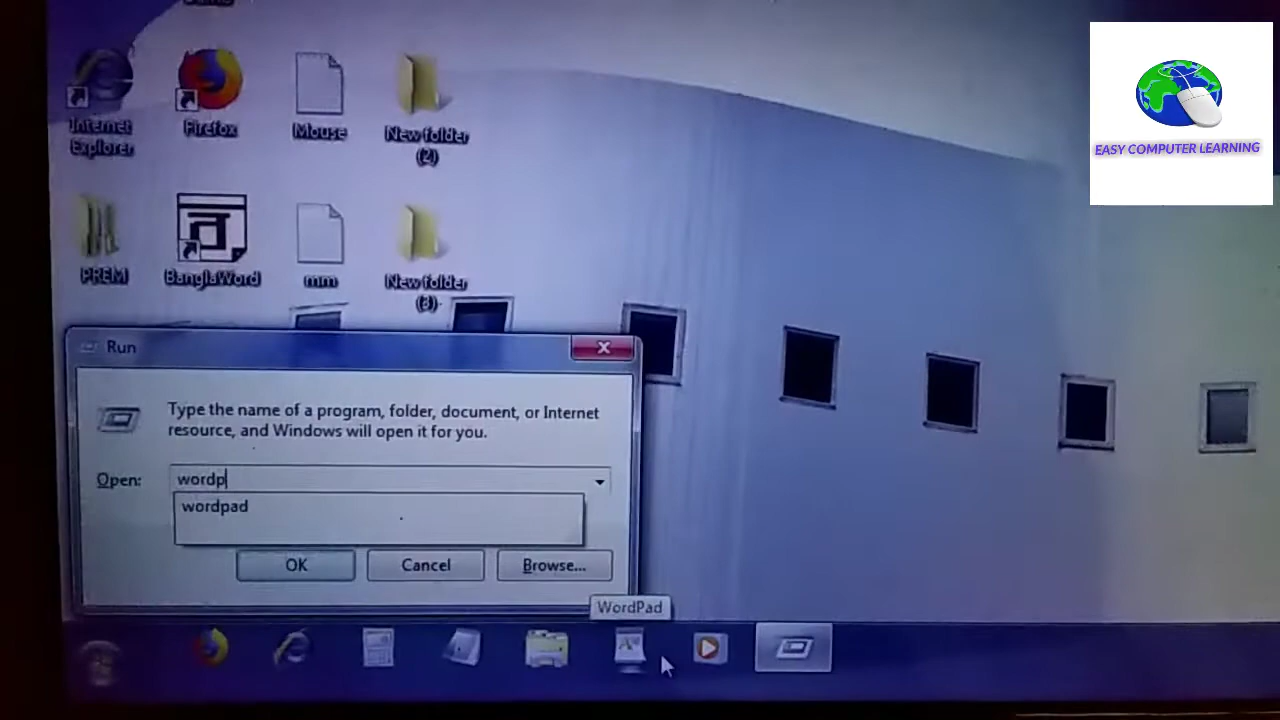 Internet
Explorer
Firefox
Mouse
New folder
(2)
EASY COMPUTER LEARNING
PREM
BanglaWord
mm
New folder
(3)
Run
Type the name of a program, folder, document, or Internet
resource, and Windows will open it for you.
Open:
wordp
wordpad
OK
Cancel
Browse...
WordPad